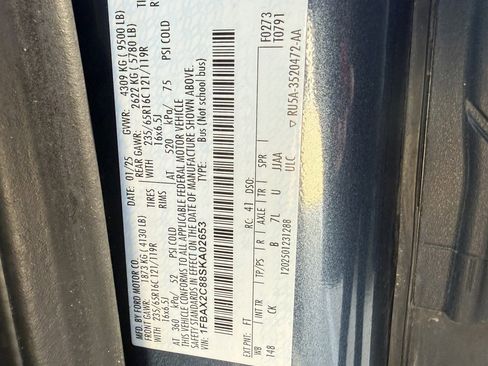 MFD. BY FORD MOTOR CO.
DATE: 01/25 GVWR: 4309 KG ( 9500 LB)
FRONT GAWR: 1873 KG ( 4130 LB) REAR GAWR: 2622 KG ( 5780 LB)
WITH 235/65R16C 121/119R TIRES WITH 235/65R16C 121/119R
16x6.5J RIMS 16x6.5J
AT 360 kPa/ 52 PSI COLD AT 520 kPa/ 75 PSI COLD
THIS VEHICLE CONFORMS TO ALL APPLICABLE FEDERAL MOTOR VEHICLE
SAFETY STANDARDS IN EFFECT ON THE DATE OF MANUFACTURE SHOWN ABOVE.
VEHICLE CONFORMS TYPE: Bus (Not school bus)
VIN: 1FBAX2C88SKA02653
F0273
T0791
EXT PNT: FT RC: 41 DSO:
WB INT TR TP/PS R AXLE TR SPR
148 CK B 7L U JJAA
ULC
120250123128B
RU5A-3520472-AA